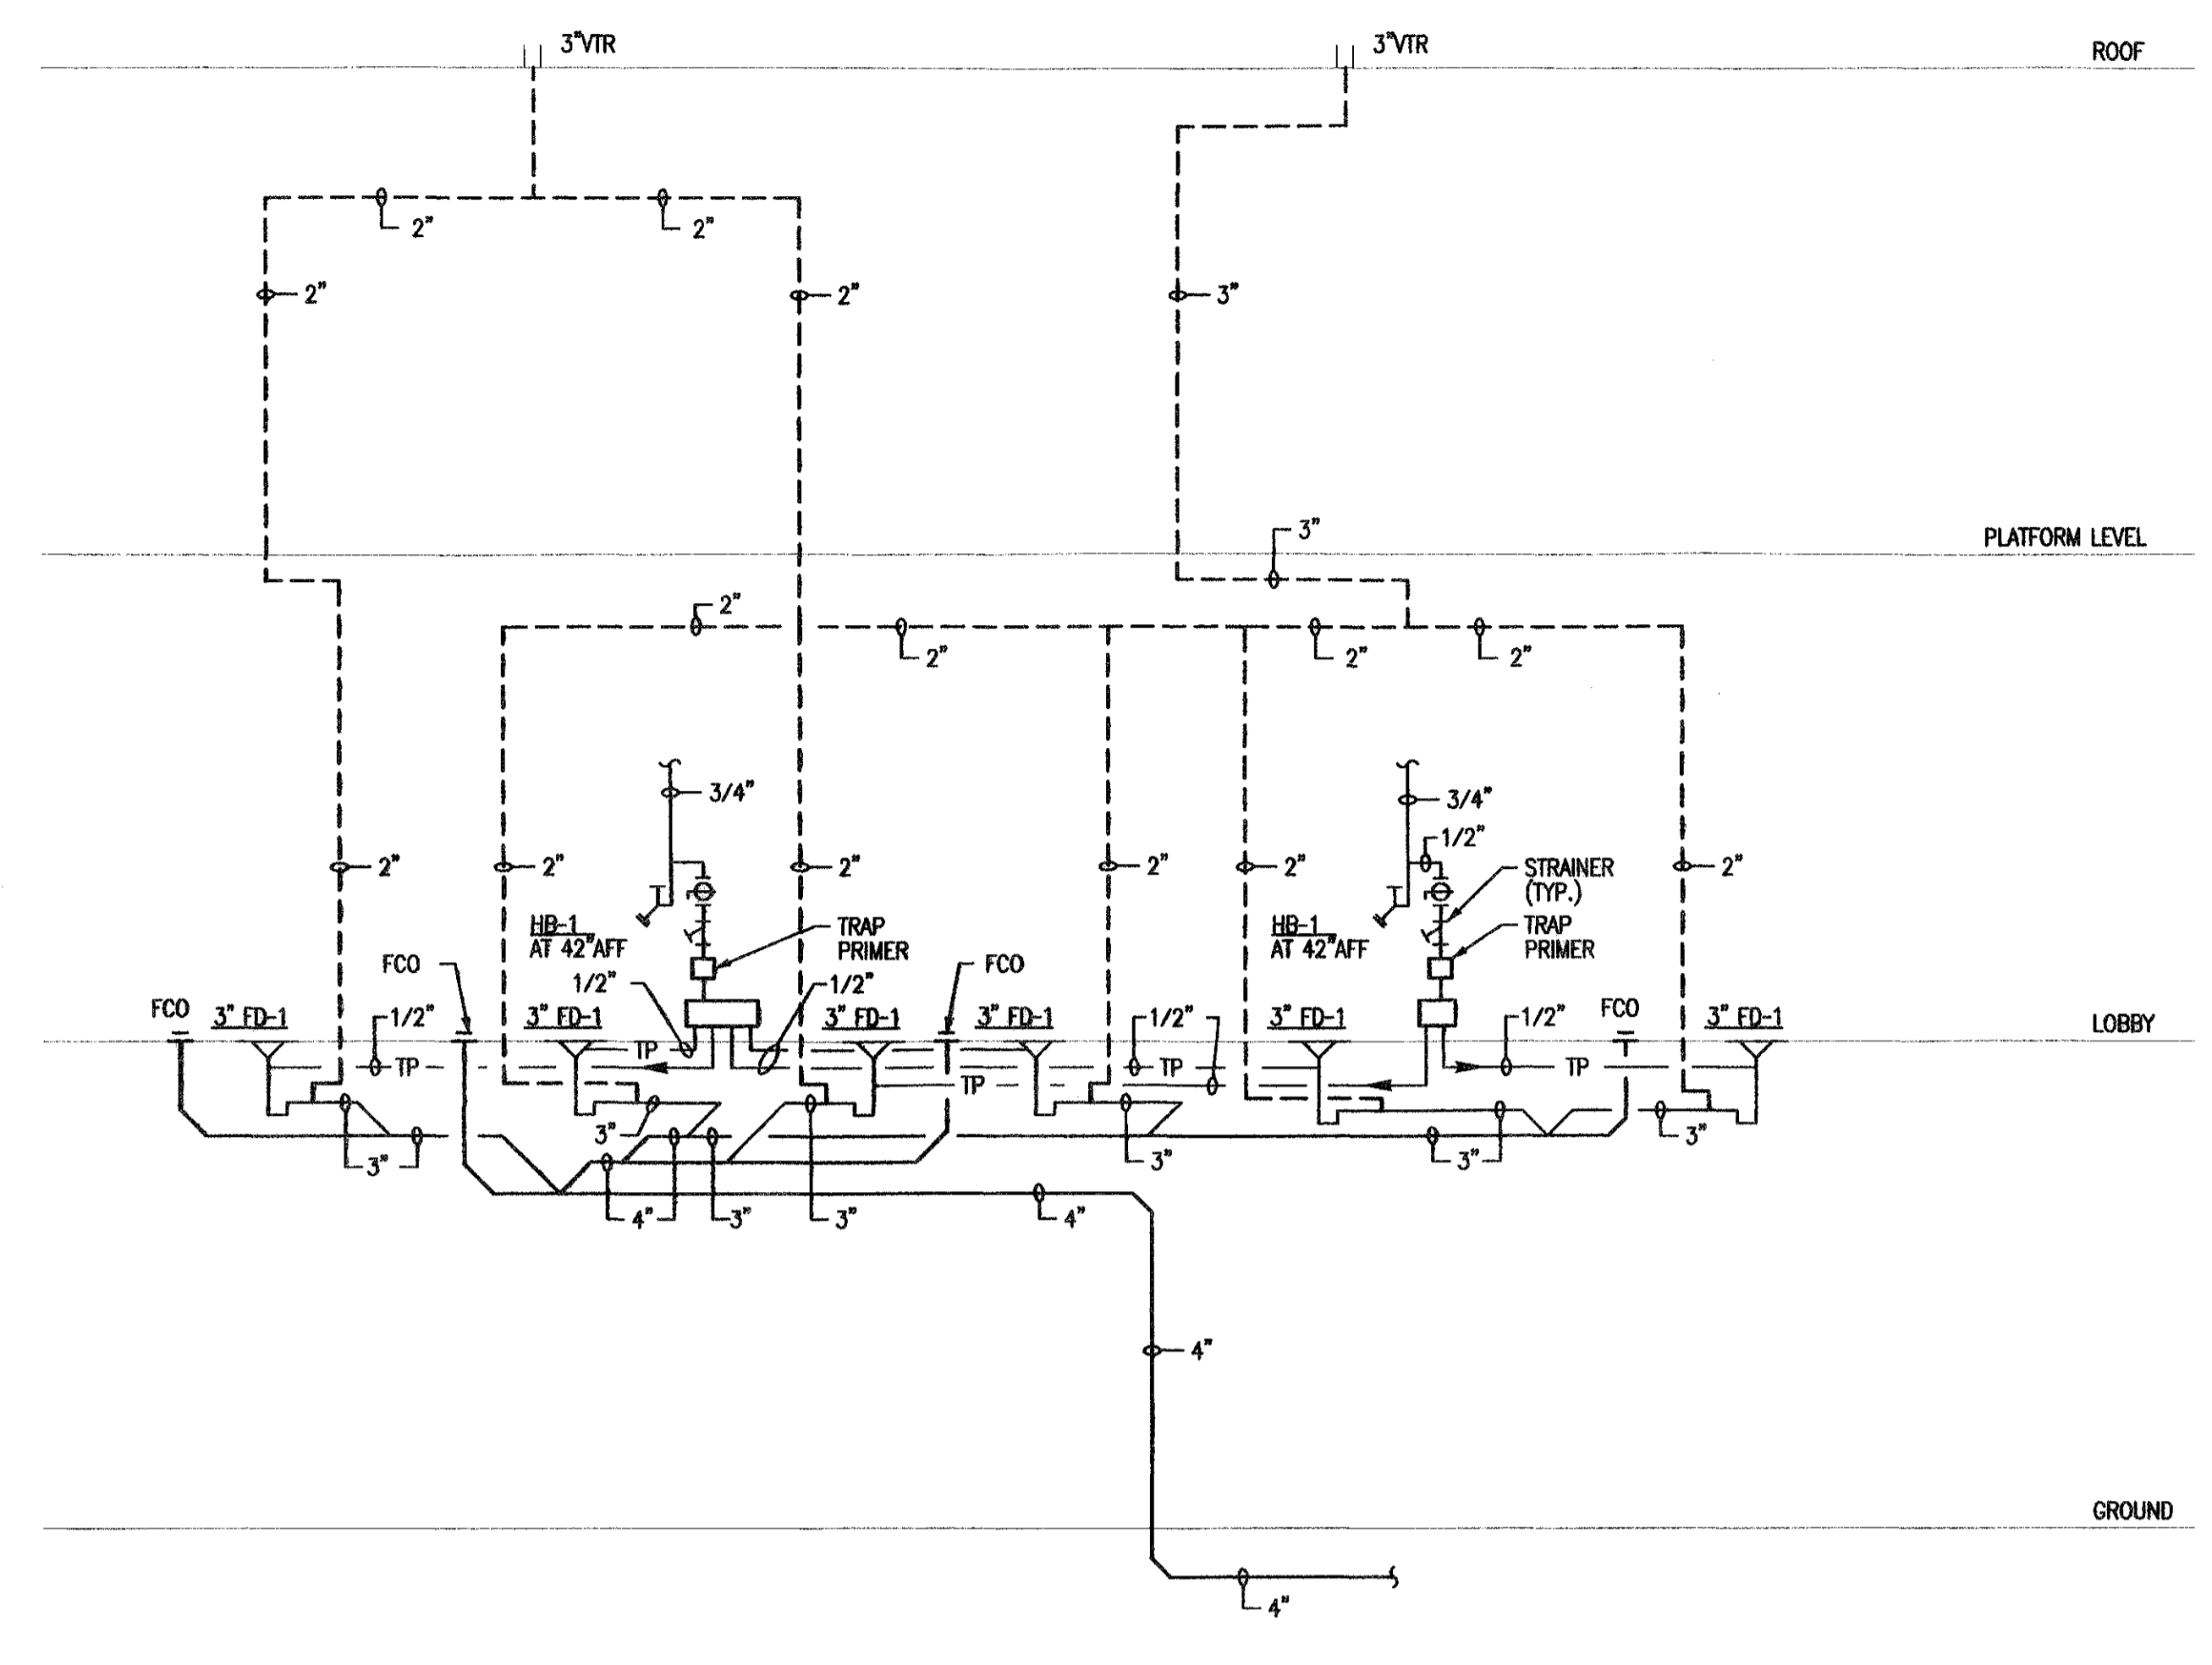 3"VTR
3"VTR
ROOF
2"
2"
2"
2"
3"
3"
PLATFORM LEVEL
2"
2"
2"
2"
3/4"
3/4"
1/2"
2"
2"
2"
2"
2"
2"
STRAINER
(TYP.)
HB-1
AT 42"AFF
TRAP
PRIMER
HB-1
AT 42"AFF
TRAP
PRIMER
FCO
FCO
1/2"
1/2"
FCO
3" FD-1
1/2"
3" FD-1
3" FD-1
3" FD-1
1/2"
3" FD-1
1/2"
FCO
3" FD-1
LOBBY
TP
TP
TP
TP
TP
3"
3"
3"
3"
3"
4"
3"
3"
4"
4"
GROUND
4"